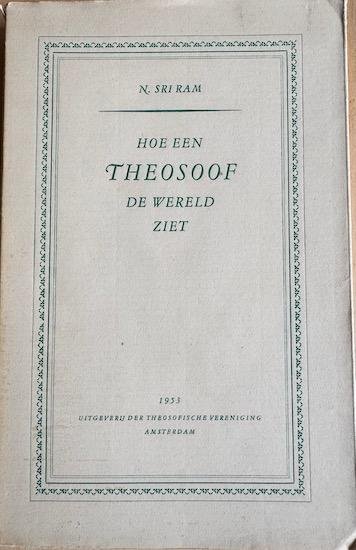 N. SRI RAM
HOE EEN
THEOSOOF
DE WERELD
ZIET
1953
UITGEVERIJ DER THEOSOFISCHE VERENIGING
AMSTERDAM